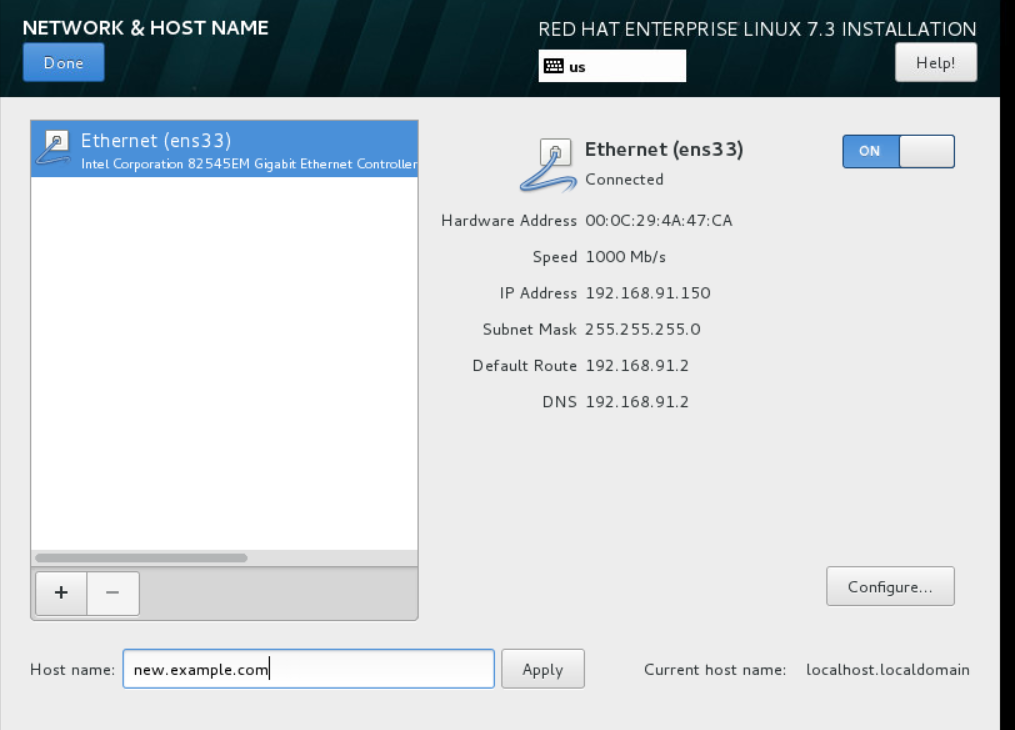 NETWORK & HOST NAME
RED HAT ENTERPRISE LINUX 7.3 INSTALLATION
Done
us
Help!
Ethernet (ens33)
Intel Corporation 82545EM Gigabit Ethernet Controller
Ethernet (ens33)
Connected
ON
Hardware Address 00:0C:29:4A:47:CA
Speed 1000 Mb/s
IP Address 192.168.91.150
Subnet Mask 255.255.255.0
Default Route 192.168.91.2
DNS 192.168.91.2
+ −
Configure...
Host name: new.example.com Apply Current host name: localhost.localdomain